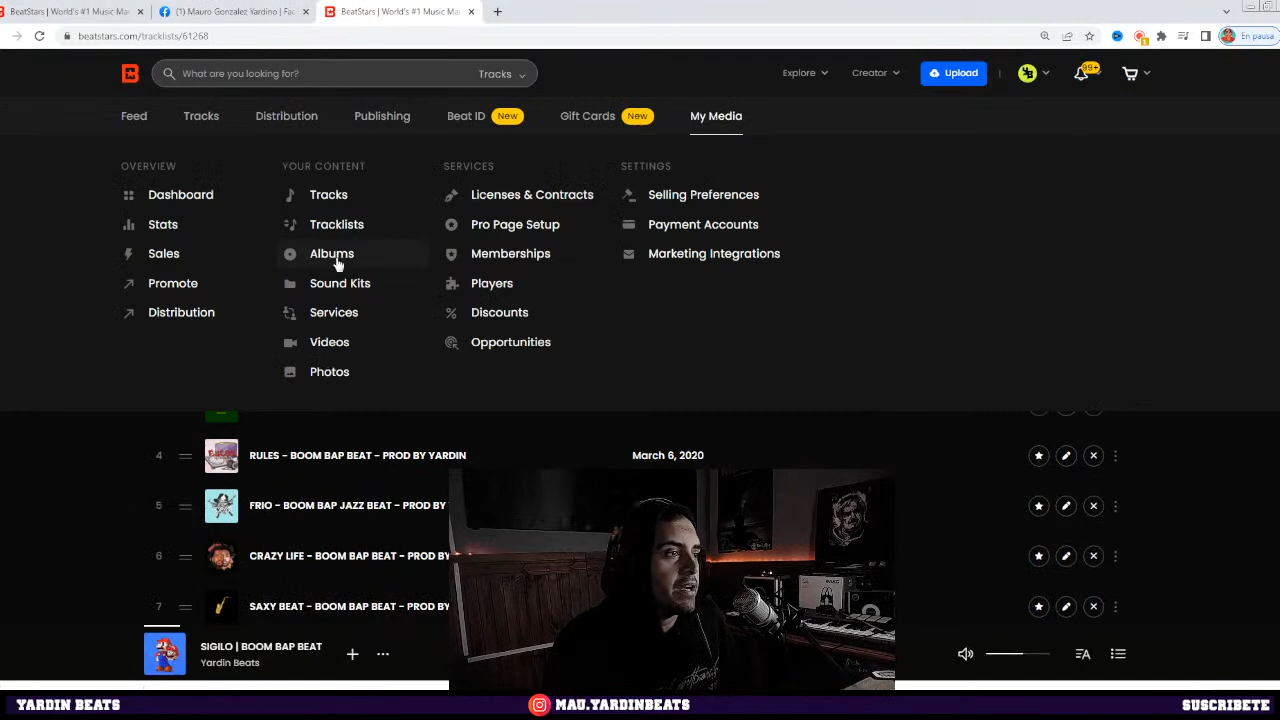 BeatStars | World's #1 Music Ma
(1) Mauro Gonzalez Yardino | Fac
BeatStars | World's #1 Music Ma
beatstars.com/tracklists/61268
En pausa
What are you looking for?
Tracks
Explore
Creator
Upload
99+
Feed
Tracks
Distribution
Publishing
Beat ID
New
Gift Cards
New
My Media
OVERVIEW
Dashboard
Stats
Sales
Promote
Distribution
YOUR CONTENT
Tracks
Tracklists
Albums
Sound Kits
Services
Videos
Photos
SERVICES
Licenses & Contracts
Pro Page Setup
Memberships
Players
Discounts
Opportunities
SETTINGS
Selling Preferences
Payment Accounts
Marketing Integrations
4 RULES - BOOM BAP BEAT - PROD BY YARDIN March 6, 2020
5 FRIO - BOOM BAP JAZZ BEAT - PROD BY
6 CRAZY LIFE - BOOM BAP BEAT - PROD BY
7 SAXY BEAT - BOOM BAP BEAT - PROD BY
SIGILO | BOOM BAP BEAT
Yardin Beats
YARDIN BEATS
MAU.YARDINBEATS
SUSCRIBETE